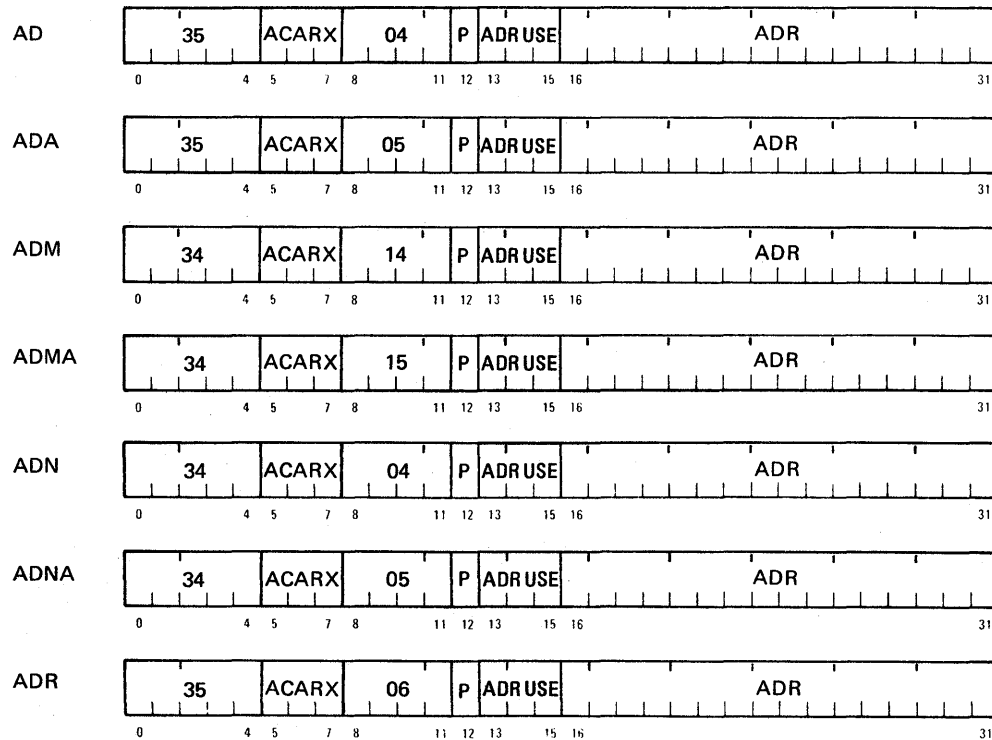 AD 35 ACARX 04 P ADR USE ADR
0 4 5 7 8 11 12 13 15 16 31
ADA 35 ACARX 05 P ADR USE ADR
0 4 5 7 8 11 12 13 15 16 31
ADM 34 ACARX 14 P ADR USE ADR
0 4 5 7 8 11 12 13 15 16 31
ADMA 34 ACARX 15 P ADR USE ADR
0 4 5 7 8 11 12 13 15 16 31
ADN 34 ACARX 04 P ADR USE ADR
0 4 5 7 8 11 12 13 15 16 31
ADNA 34 ACARX 05 P ADR USE ADR
0 4 5 7 8 11 12 13 15 16 31
ADR 35 ACARX 06 P ADR USE ADR
0 4 5 7 8 11 12 13 15 16 31